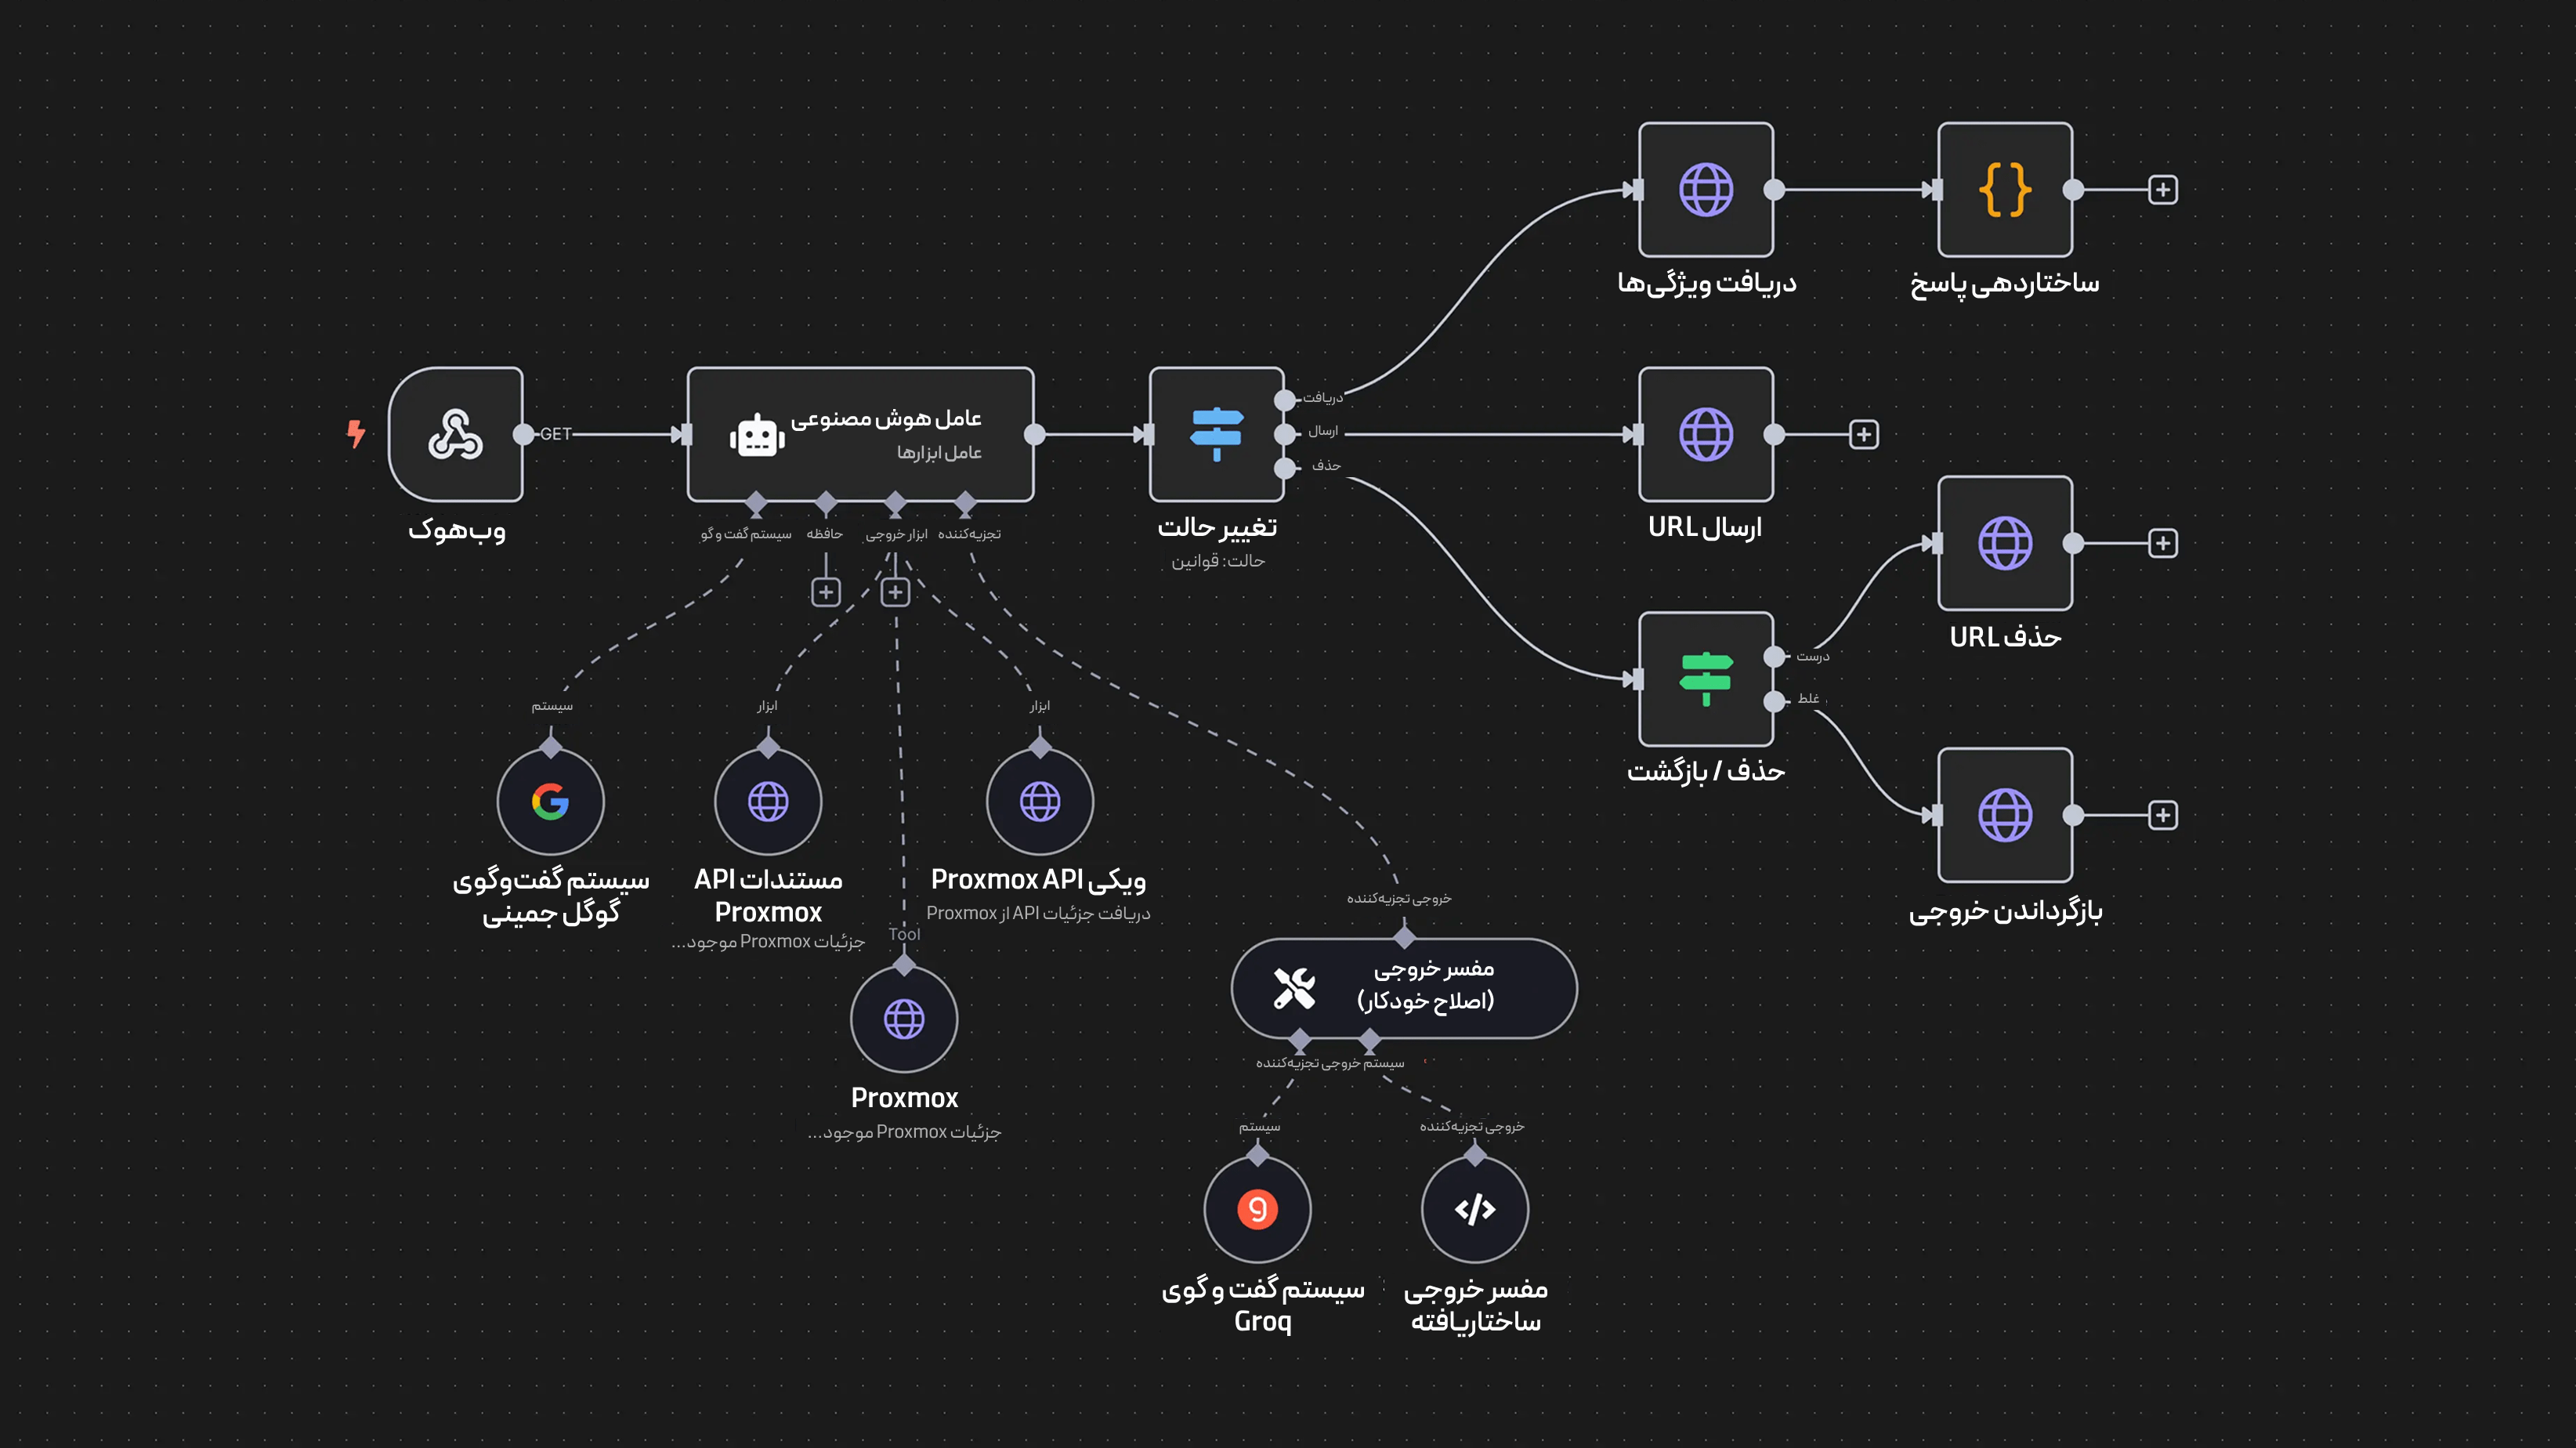 دریافت ویژگی‌ها
ساختاردهی پاسخ
GET
وب‌هوک
عامل هوش مصنوعی
عامل ابزارها
سیستم گفت و گو
حافظه
ابزار خروجی
تجزیه‌کننده
دریافت
ارسال
حذف
تغییر حالت
حالت: قوانین
ارسال URL
حذف URL
درست
غلط
حذف / بازگشت
بازگرداندن خروجی
سیستم
ابزار
ابزار
سیستم گفت‌وگوی
گوگل جمینی
مستندات API
Proxmox
جزئیات Proxmox موجود...
ویکی Proxmox API
دریافت جزئیات API از Proxmox
Tool
Proxmox
جزئیات Proxmox موجود...
خروجی تجزیه‌کننده
مفسر خروجی
(اصلاح خودکار)
سیستم خروجی تجزیه‌کننده
سیستم
خروجی تجزیه‌کننده
سیستم گفت و گوی
Groq
مفسر خروجی
ساختاریافته